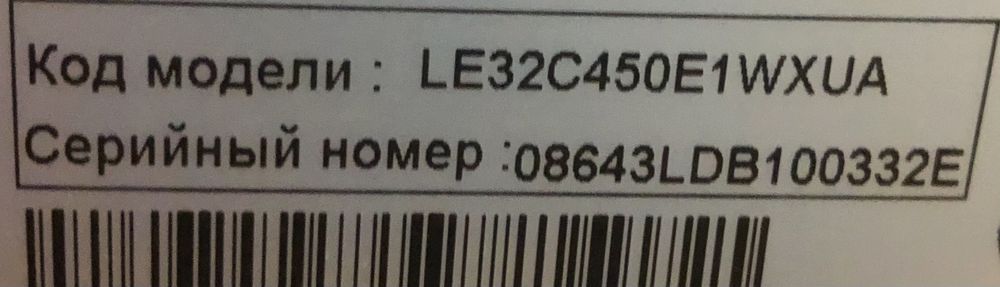 Код модели : LE32C450E1WXUA
Серийный номер :08643LDB100332E